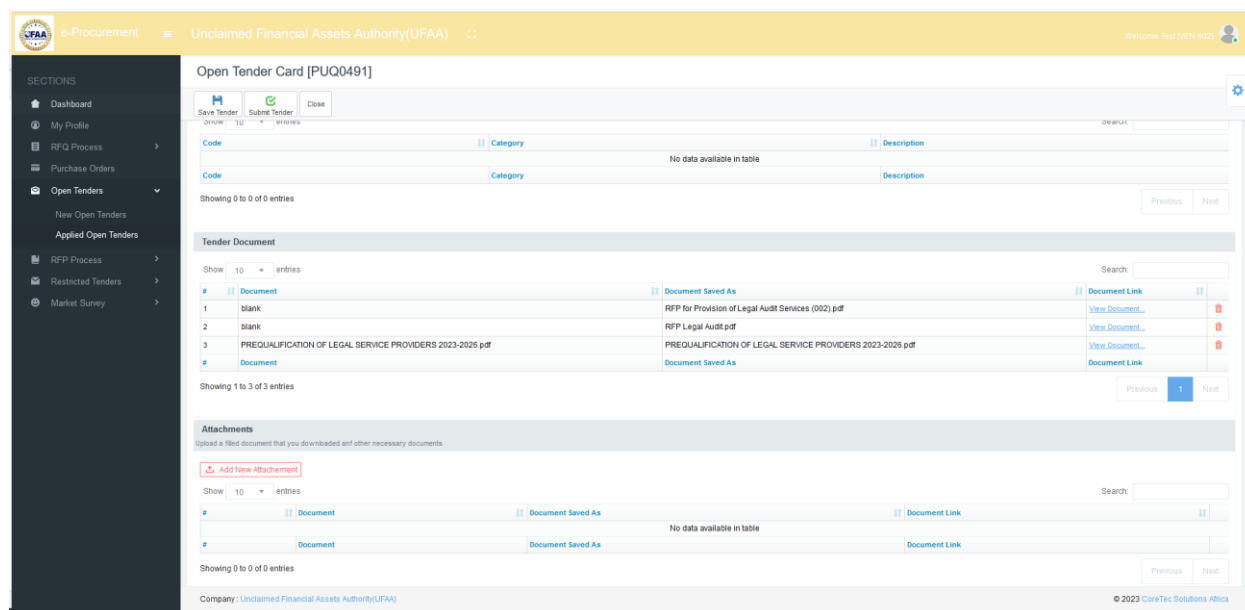 UFAA e-Procurement Unclaimed Financial Assets Authority(UFAA) Welcome Test(VEN-602)
SECTIONS
Dashboard
My Profile
RFQ Process
Purchase Orders
Open Tenders
New Open Tenders
Applied Open Tenders
RFP Process
Restricted Tenders
Market Survey
Open Tender Card [PUQ0491]
Save Tender Submit Tender Close
Show 10 entries Search:
Code Category Description
No data available in table
Code Category Description
Showing 0 to 0 of 0 entries Previous Next
Tender Document
Show 10 entries Search:
# Document Document Saved As Document Link
1 blank RFP for Provision of Legal Audit Services (002).pdf View Document...
2 blank RFP Legal Audit.pdf View Document...
3 PREQUALIFICATION OF LEGAL SERVICE PROVIDERS 2023-2026.pdf PREQUALIFICATION OF LEGAL SERVICE PROVIDERS 2023-2026.pdf View Document...
# Document Document Saved As Document Link
Showing 1 to 3 of 3 entries Previous 1 Next
Attachments
Upload a filled document that you downloaded anf other necessary documents
Add New Attachement
Show 10 entries Search:
# Document Document Saved As Document Link
No data available in table
# Document Document Saved As Document Link
Showing 0 to 0 of 0 entries Previous Next
Company : Unclaimed Financial Assets Authority(UFAA) © 2023 CoreTec Solutions Africa